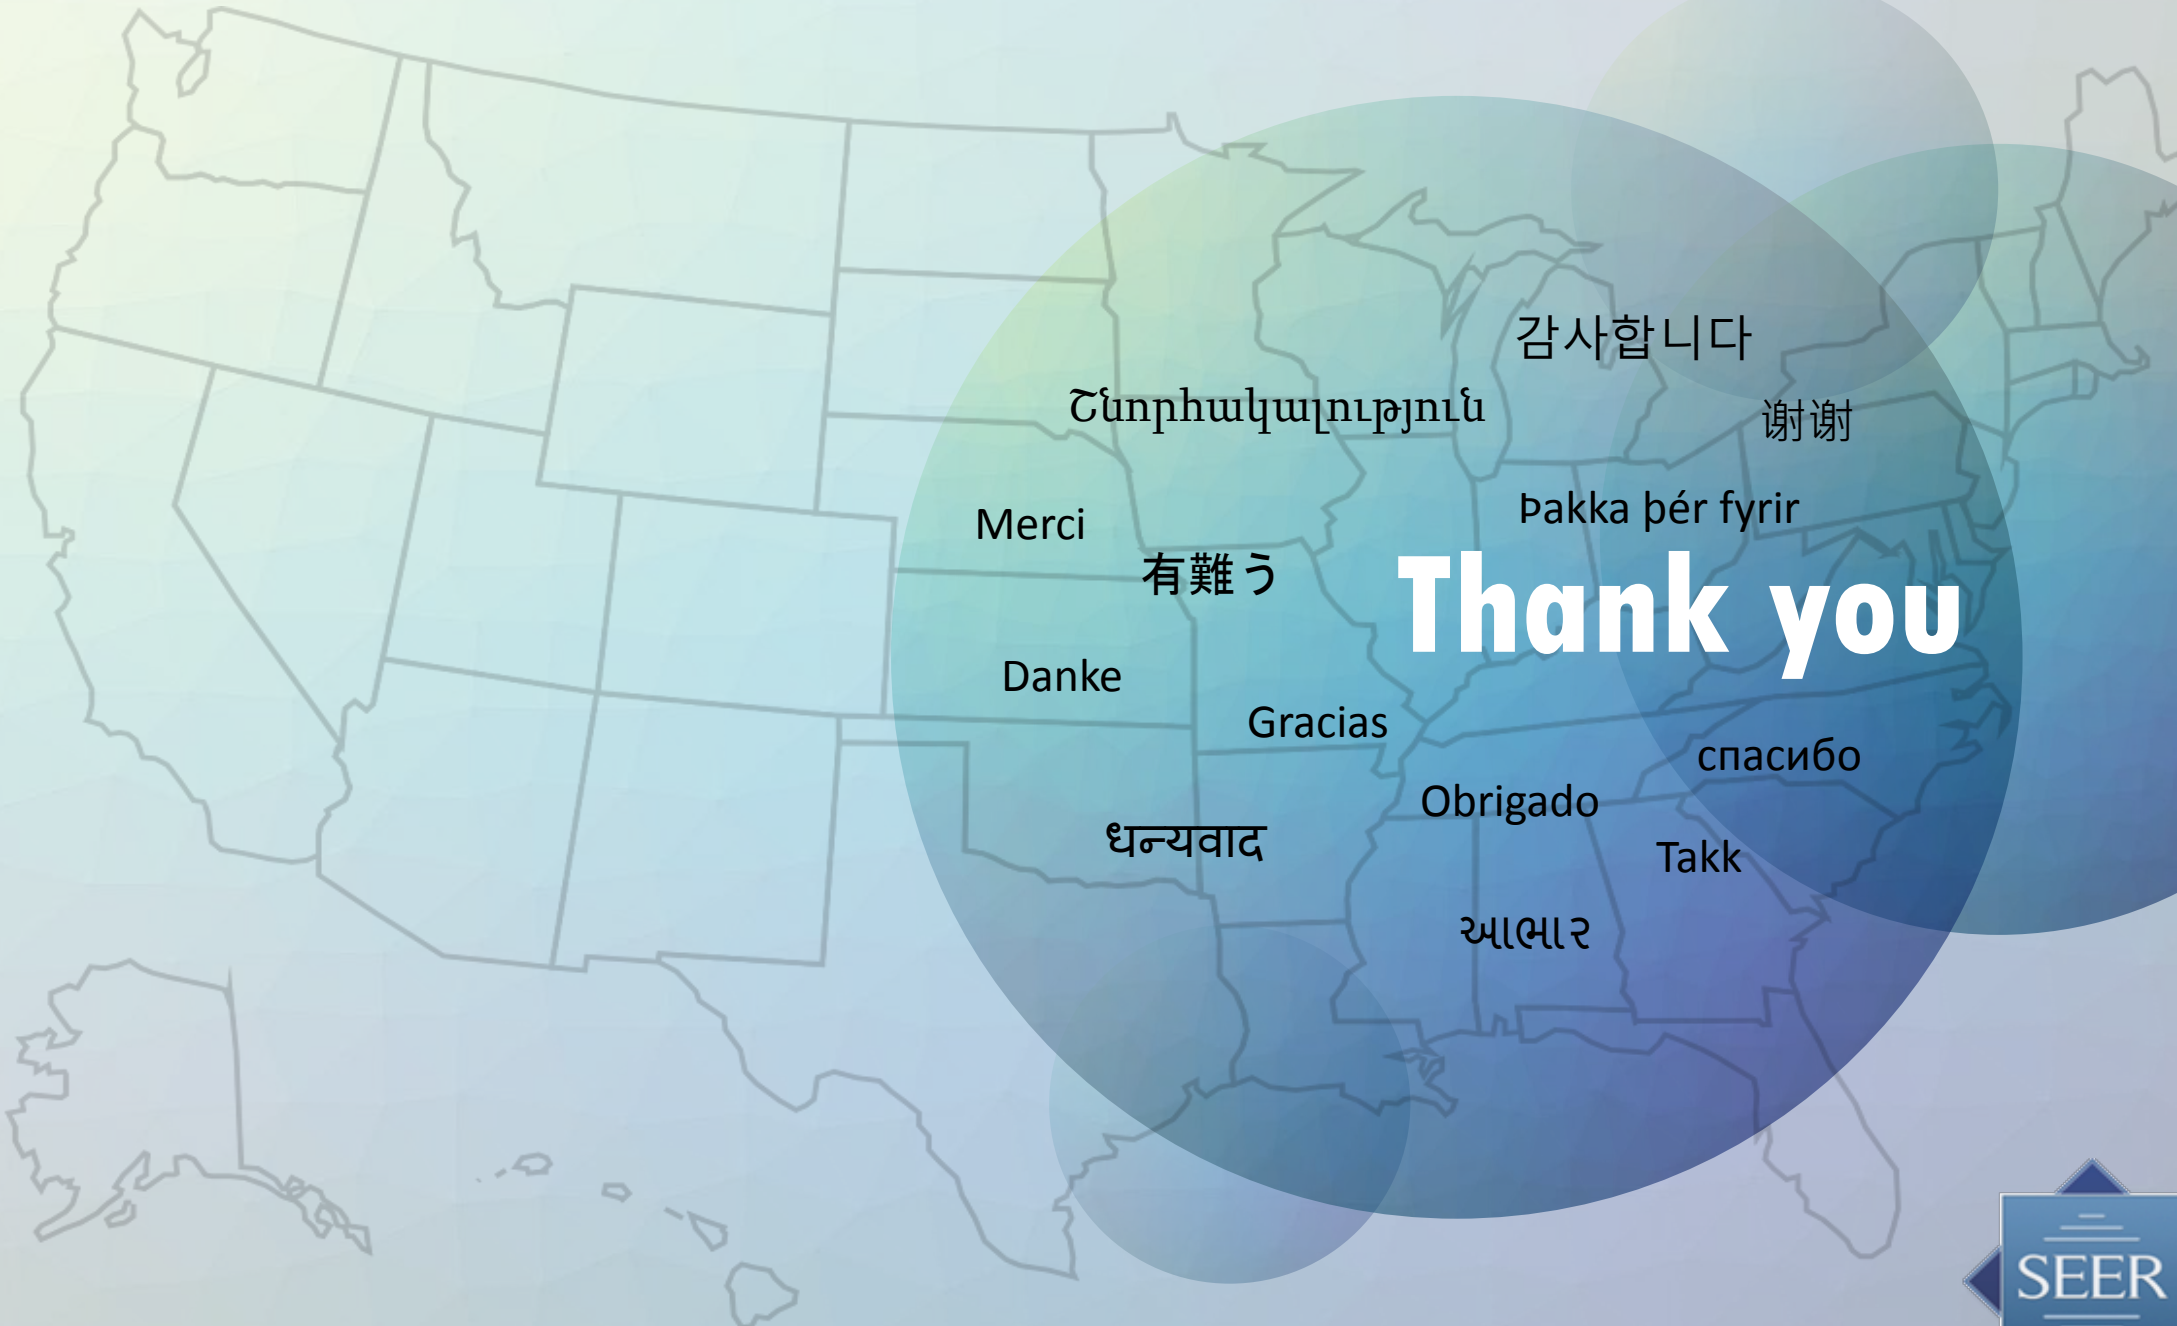 감사합니다
Շնորհակալություն
谢谢
Þakka þér fyrir
Merci
有難う
Thank you
Danke
Gracias
спасибо
Obrigado
धन्यवाद
Takk
આભાર
SEER